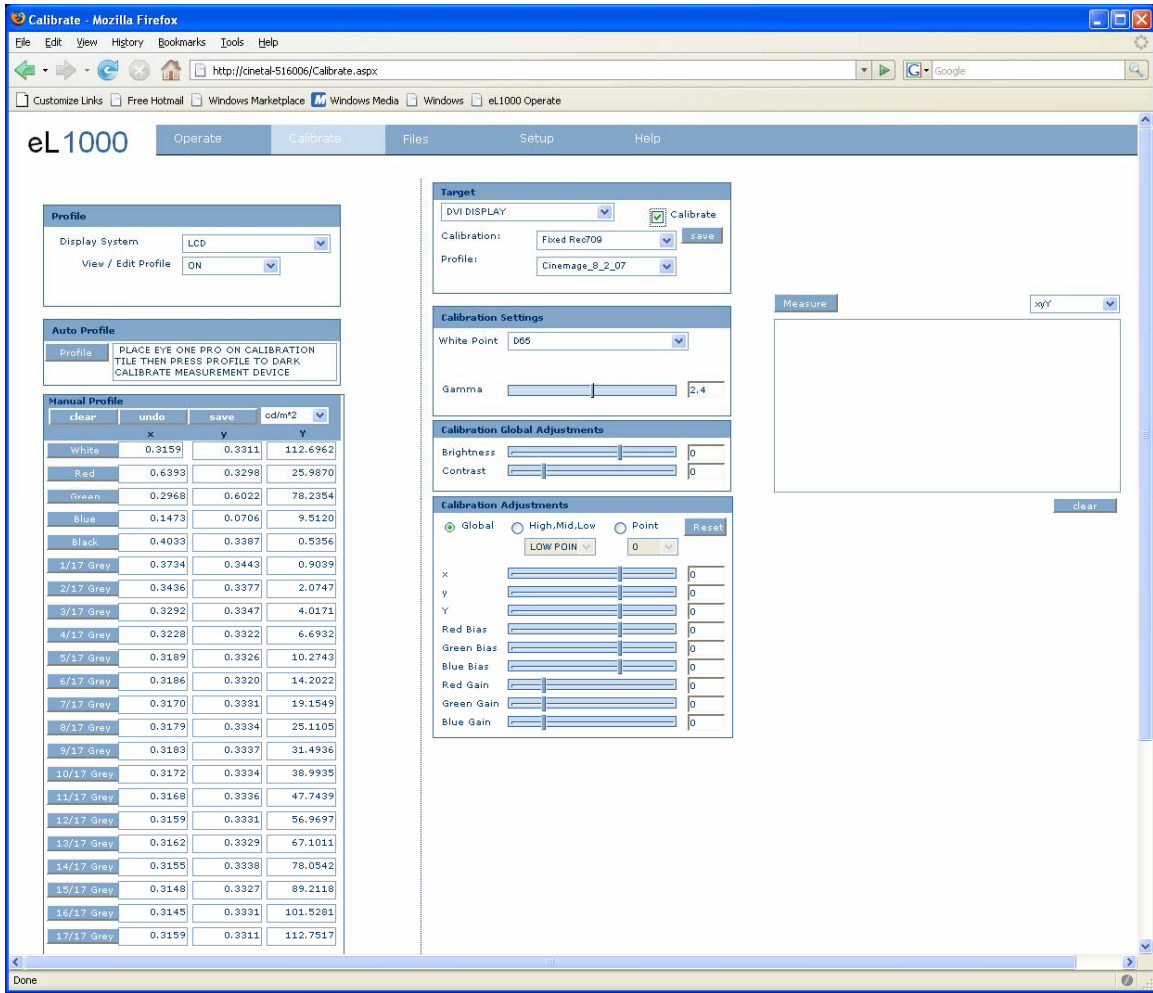 Calibrate - Mozilla Firefox
File Edit View History Bookmarks Tools Help
http://cinetal-516006/Calibrate.aspx
G Google
Customize Links Free Hotmail Windows Marketplace Windows Media Windows eL1000 Operate
eL1000 Operate Calibrate Files Setup Help
Profile
Display System LCD
View / Edit Profile ON
Auto Profile
Profile PLACE EYE ONE PRO ON CALIBRATION
TILE THEN PRESS PROFILE TO DARK
CALIBRATE MEASUREMENT DEVICE
Manual Profile
clear undo save cd/m^2
x y Y
White 0.3159 0.3311 112.6962
Red 0.6393 0.3298 25.9870
Green 0.2968 0.6022 78.2354
Blue 0.1473 0.0706 9.5120
Black 0.4033 0.3387 0.5356
1/17 Grey 0.3734 0.3443 0.9039
2/17 Grey 0.3436 0.3377 2.0747
3/17 Grey 0.3292 0.3347 4.0171
4/17 Grey 0.3228 0.3322 6.6932
5/17 Grey 0.3189 0.3326 10.2743
6/17 Grey 0.3186 0.3320 14.2022
7/17 Grey 0.3170 0.3331 19.1549
8/17 Grey 0.3179 0.3334 25.1105
9/17 Grey 0.3183 0.3337 31.4936
10/17 Grey 0.3172 0.3334 38.9935
11/17 Grey 0.3168 0.3336 47.7439
12/17 Grey 0.3159 0.3331 56.9697
13/17 Grey 0.3162 0.3329 67.1011
14/17 Grey 0.3155 0.3338 78.0542
15/17 Grey 0.3148 0.3327 89.2118
16/17 Grey 0.3145 0.3331 101.5281
17/17 Grey 0.3159 0.3311 112.7517
Target
DVI DISPLAY Calibrate
Calibration: Fixed Rec709 save
Profile: Cinemage_8_2_07
Calibration Settings
White Point D65
Gamma 2.4
Calibration Global Adjustments
Brightness 0
Contrast 0
Calibration Adjustments
Global High,Mid,Low Point Reset
LOW POIN 0
x 0
y 0
Y 0
Red Bias 0
Green Bias 0
Blue Bias 0
Red Gain 0
Green Gain 0
Blue Gain 0
Measure xyY
clear
Done